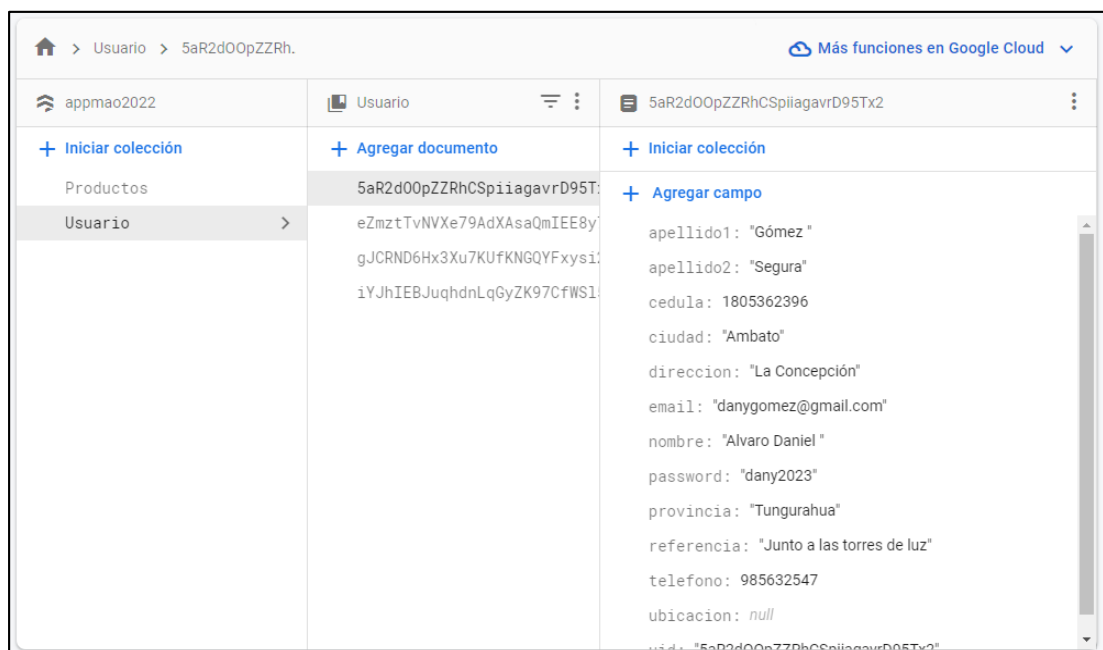 Usuario > 5aR2dOOpZZRh.
Más funciones en Google Cloud
appmao2022
Usuario
5aR2dOOpZZRhCSpiiagavrD95Tx2
+ Iniciar colección
+ Agregar documento
+ Iniciar colección
Productos
Usuario
5aR2dOOpZZRhCSpiiagavrD95T
eZmztTvNVXe79AdXAsaQmIEE8y
gJCRND6Hx3Xu7KUfKNGQYFxysi
iYJhIEBJuqhdnLqGyZK97CfWSl
+ Agregar campo
apellido1: "Gómez "
apellido2: "Segura"
cedula: 1805362396
ciudad: "Ambato"
direccion: "La Concepción"
email: "danygomez@gmail.com"
nombre: "Alvaro Daniel "
password: "dany2023"
provincia: "Tungurahua"
referencia: "Junto a las torres de luz"
telefono: 985632547
ubicacion: null
uid: "5aR2dOOpZZRhCSpiiagavrD95Tx2"